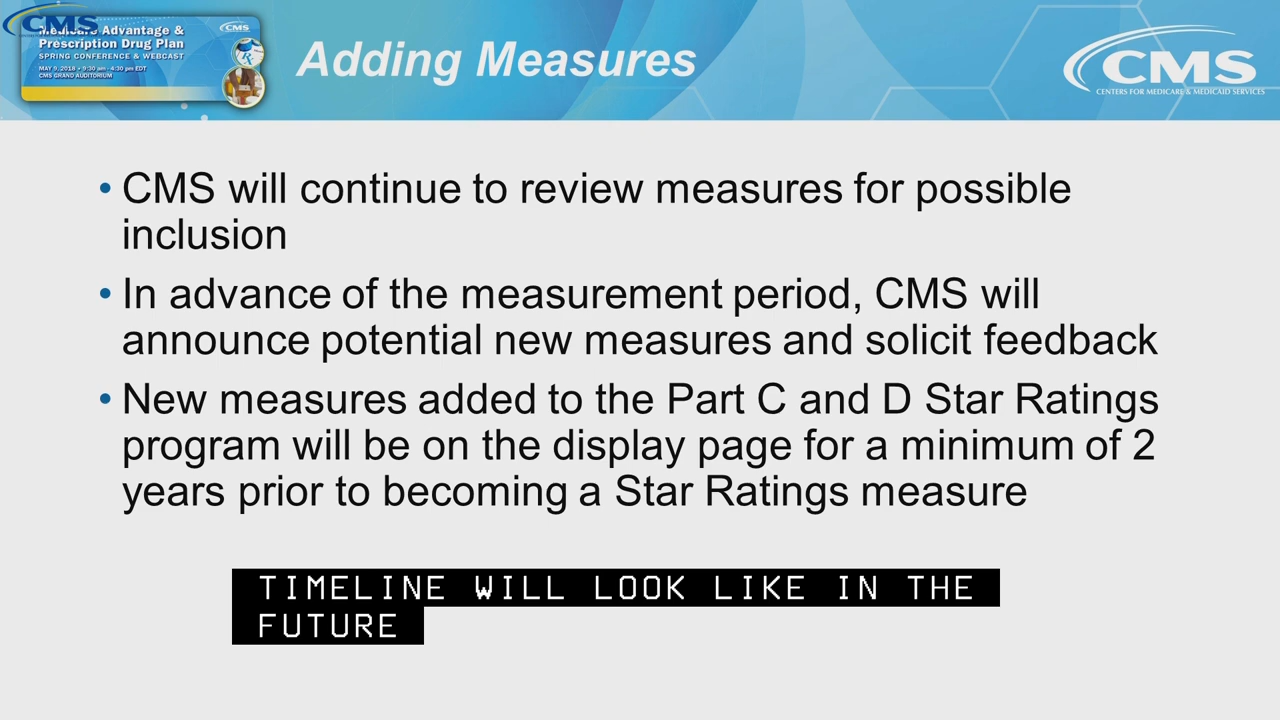 CMS
Medicare Advantage &
Prescription Drug Plan
SPRING CONFERENCE & WEBCAST
MAY 9, 2018 • 9:30 am - 4:30 pm EDT
CMS GRAND AUDITORIUM
CMS
Adding Measures
CMS
CENTERS FOR MEDICARE & MEDICAID SERVICES
• CMS will continue to review measures for possible
inclusion
• In advance of the measurement period, CMS will
announce potential new measures and solicit feedback
• New measures added to the Part C and D Star Ratings
program will be on the display page for a minimum of 2
years prior to becoming a Star Ratings measure
TIMELINE WILL LOOK LIKE IN THE
FUTURE